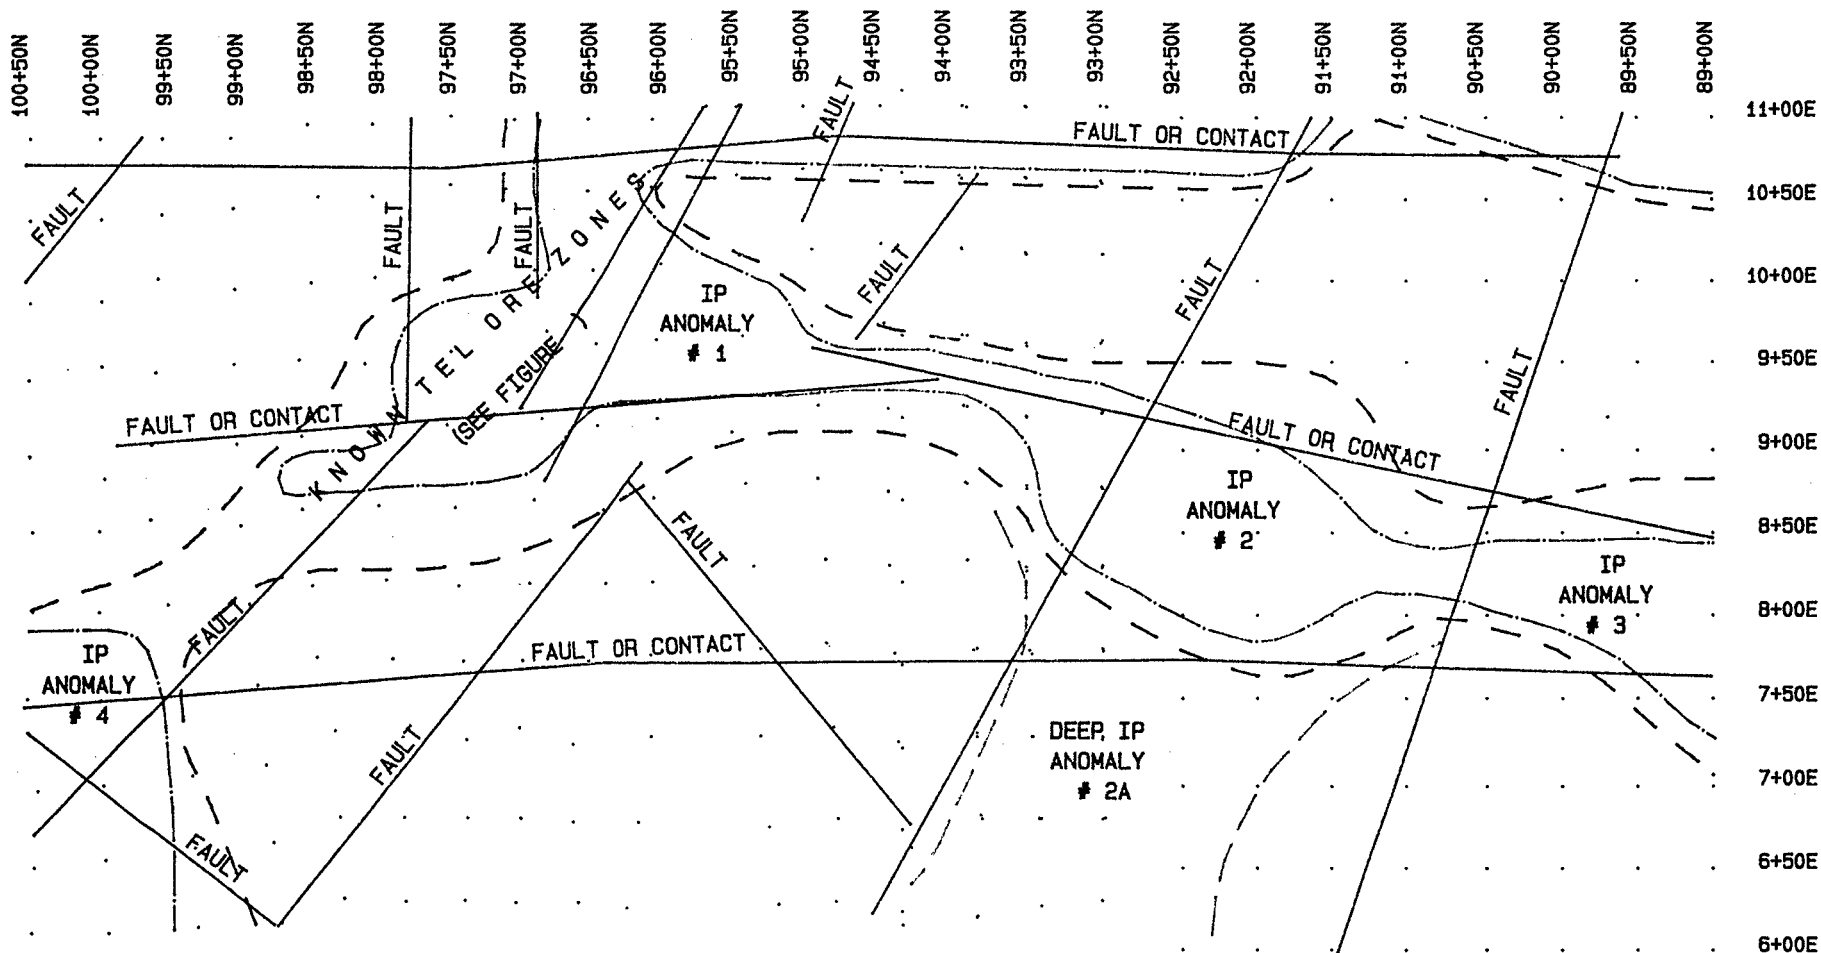 100+50N
100+00N
99+50N
99+00N
98+50N
98+00N
97+50N
97+00N
96+50N
96+00N
95+50N
95+00N
94+50N
94+00N
93+50N
93+00N
92+50N
92+00N
91+50N
91+00N
90+50N
90+00N
89+50N
89+00N
11+00E
10+50E
10+00E
9+50E
9+00E
8+50E
8+00E
7+50E
7+00E
6+50E
6+00E
FAULT
FAULT OR CONTACT
FAULT
FAULT
FAULT
KNOWN TEL ORE ZONES
(SEE FIGURE )
FAULT
FAULT
FAULT
IP
ANOMALY
# 1
FAULT OR CONTACT
FAULT OR CONTACT
IP
ANOMALY
# 2
FAULT
IP
ANOMALY
# 3
FAULT
FAULT OR CONTACT
IP
ANOMALY
# 4
FAULT
DEEP IP
ANOMALY
# 2A
FAULT